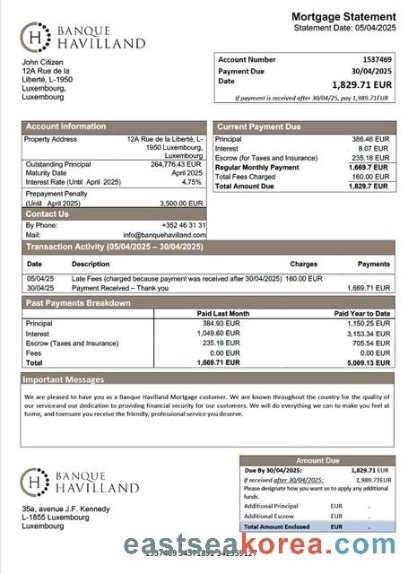 BANQUE
HAVILLAND
Mortgage Statement
Statement Date: 05/04/2025
John Citizen
12A Rue de la
Liberté, L-1950
Luxembourg,
Luxembourg
Account Number 1537469
Payment Due 30/04/2025
Date
1,829.71 EUR
If payment is received after 30/04/25, pay 1,989.71EUR
Account Information
Property Address 12A Rue de la Liberté, L-
1950 Luxembourg,
Luxembourg
Outstanding Principal 264,776.43 EUR
Maturity Date April 2025
Interest Rate (Until April 2025) 4.75%
Prepayment Penalty
(Until April 2025) 3,500.00 EUR
Contact Us
By Phone: +352 46 31 31
Mail: info@banquehavilland.com
Current Payment Due
Principal 386.46 EUR
Interest 8.07 EUR
Escrow (for Taxes and Insurance) 235.18 EUR
Regular Monthly Payment 1,669.7 EUR
Total Fees Charged 160.00 EUR
Total Amount Due 1,829.7 EUR
Transaction Activity (05/04/2025 – 30/04/2025)
Date Description Charges Payments
05/04/25 Late Fees (charged because payment was received after 30/04/2025) 160.00 EUR
30/04/25 Payment Received – Thank you 1,669.71 EUR
Past Payments Breakdown
Paid Last Month Paid Year to Date
Principal 384.93 EUR 1,150.25 EUR
Interest 1,049.60 EUR 3,153.34 EUR
Escrow (Taxes and Insurance) 235.18 EUR 705.54 EUR
Fees 0.00 EUR 0.00 EUR
Total 1,669.71 EUR 5,009.13 EUR
Important Messages
We are pleased to have you as a Banque Havilland Mortgage customer. We are known throughout the country for the quality of
our serviceand our dedication to providing financial security for our customers. We will do everything we can to make you feel at
home, and toensure you receive the friendly, professional service you deserve.
BANQUE
HAVILLAND
35a, avenue J.F. Kennedy
L-1855 Luxembourg
Luxembourg
Amount Due
Due By 30/04/2025: 1,829.71 EUR
If received after 30/04/25: 1,989.71EUR
Please designate how you want us to apply any additional
funds.
Additional Principal EUR -
Additional Escrow EUR -
Total Amount Enclosed EUR -
eastseakorea.com
1537469 34571892 342359127